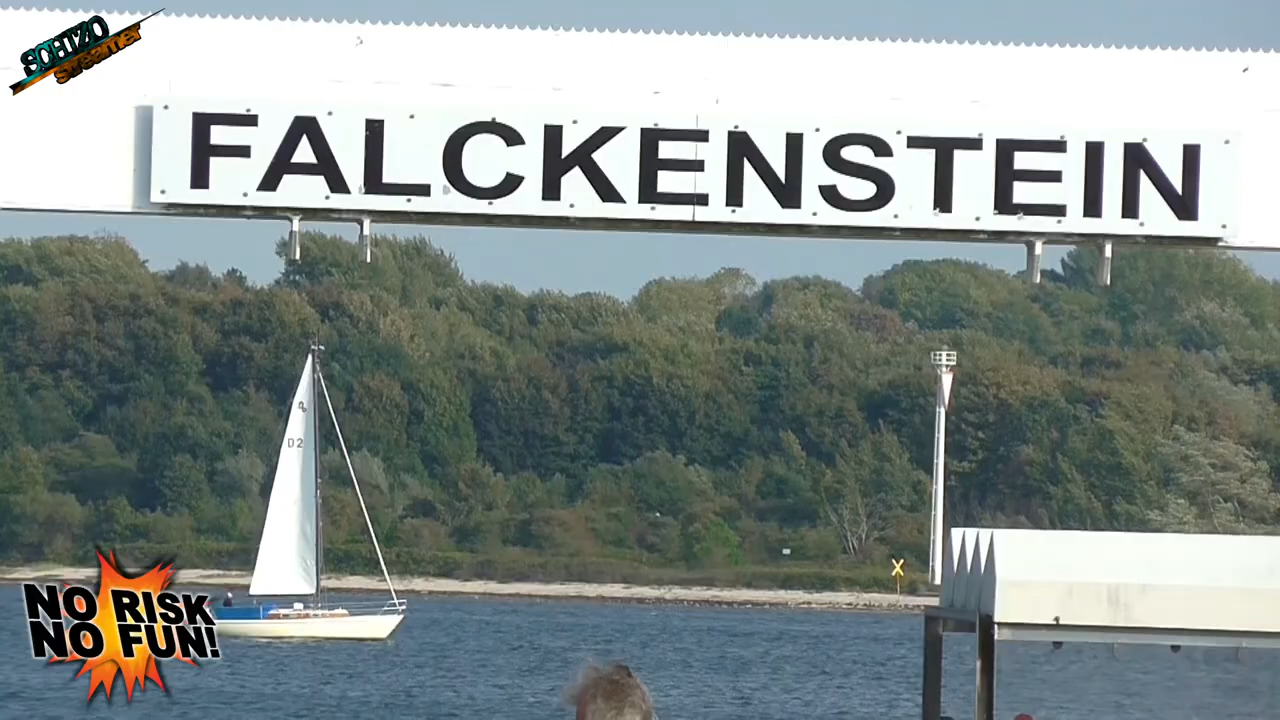 SCHIZO
streamer
FALCKENSTEIN
D2
NO RISK
NO FUN!